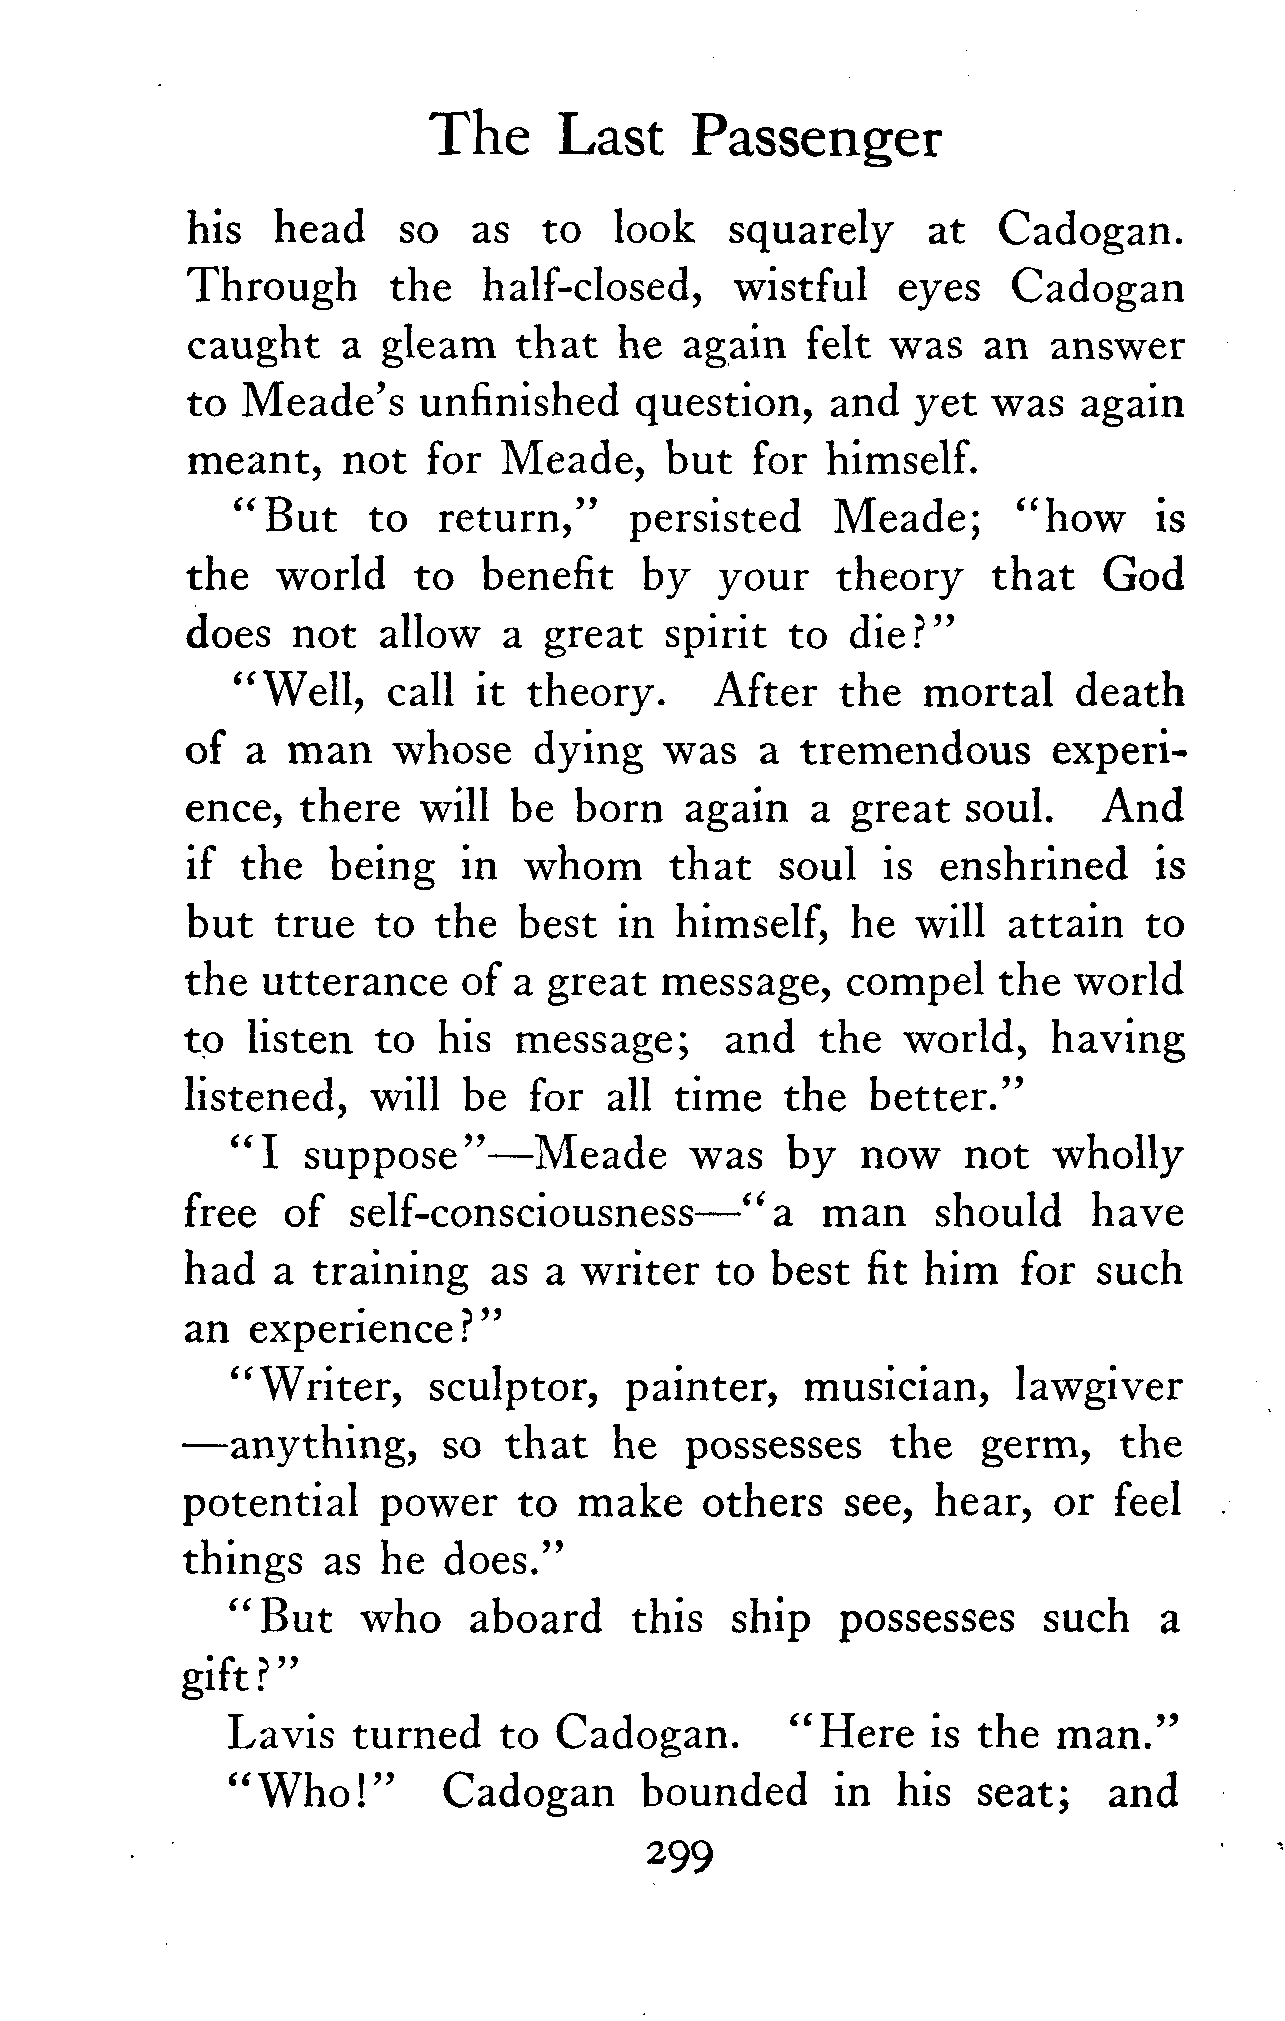 The Last Passenger
his head so as to look squarely at Cadogan.
Through the half-closed, wistful eyes Cadogan
caught a gleam that he again felt was an answer
to Meade's unfinished question, and yet was again
meant, not for Meade, but for himself.
"But to return," persisted Meade; "how is
the world to benefit by your theory that God
does not allow a great spirit to die?"
"Well, call it theory. After the mortal death
of a man whose dying was a tremendous experi-
ence, there will be born again a great soul. And
if the being in whom that soul is enshrined is
but true to the best in himself, he will attain to
the utterance of a great message, compel the world
to listen to his message; and the world, having
listened, will be for all time the better."
"I suppose"—Meade was by now not wholly
free of self-consciousness—"a man should have
had a training as a writer to best fit him for such
an experience?"
"Writer, sculptor, painter, musician, lawgiver
—anything, so that he possesses the germ, the
potential power to make others see, hear, or feel
things as he does."
"But who aboard this ship possesses such a
gift?"
Lavis turned to Cadogan. "Here is the man."
"Who!" Cadogan bounded in his seat; and
299